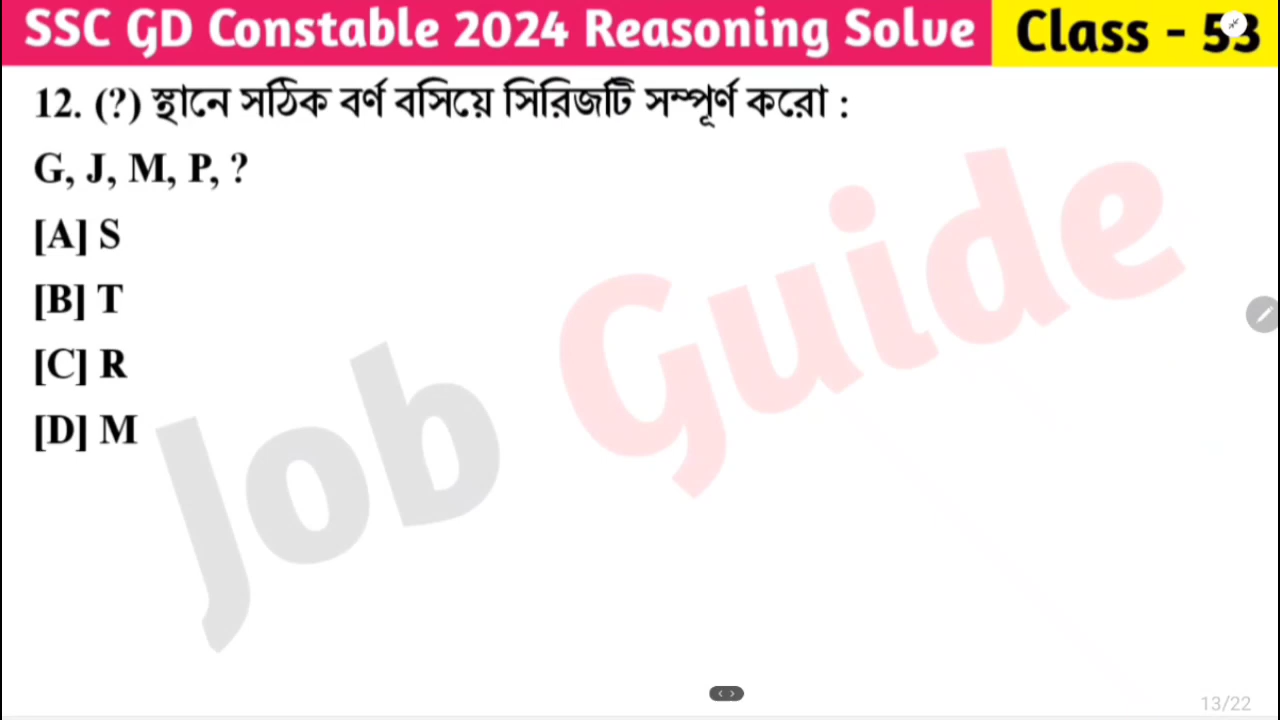 SSC GD Constable 2024 Reasoning Solve Class - 53
12. (?) স্থানে সঠিক বর্ণ বসিয়ে সিরিজটি সম্পূর্ণ করো :
G, J, M, P, ?
[A] S
[B] T
[C] R
[D] M
Job Guide
13/22